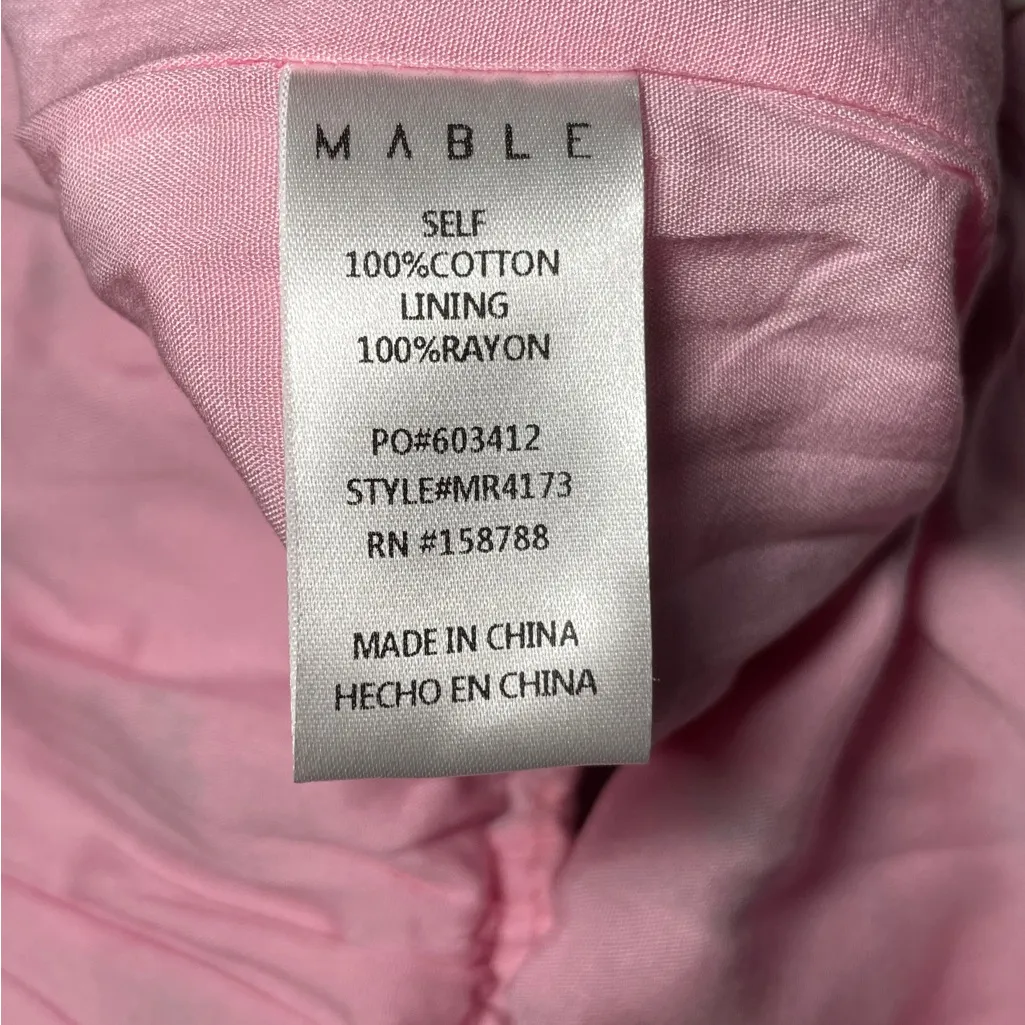 MABLE
SELF
100%COTTON
LINING
100%RAYON
PO#603412
STYLE#MR4173
RN #158788
MADE IN CHINA
HECHO EN CHINA